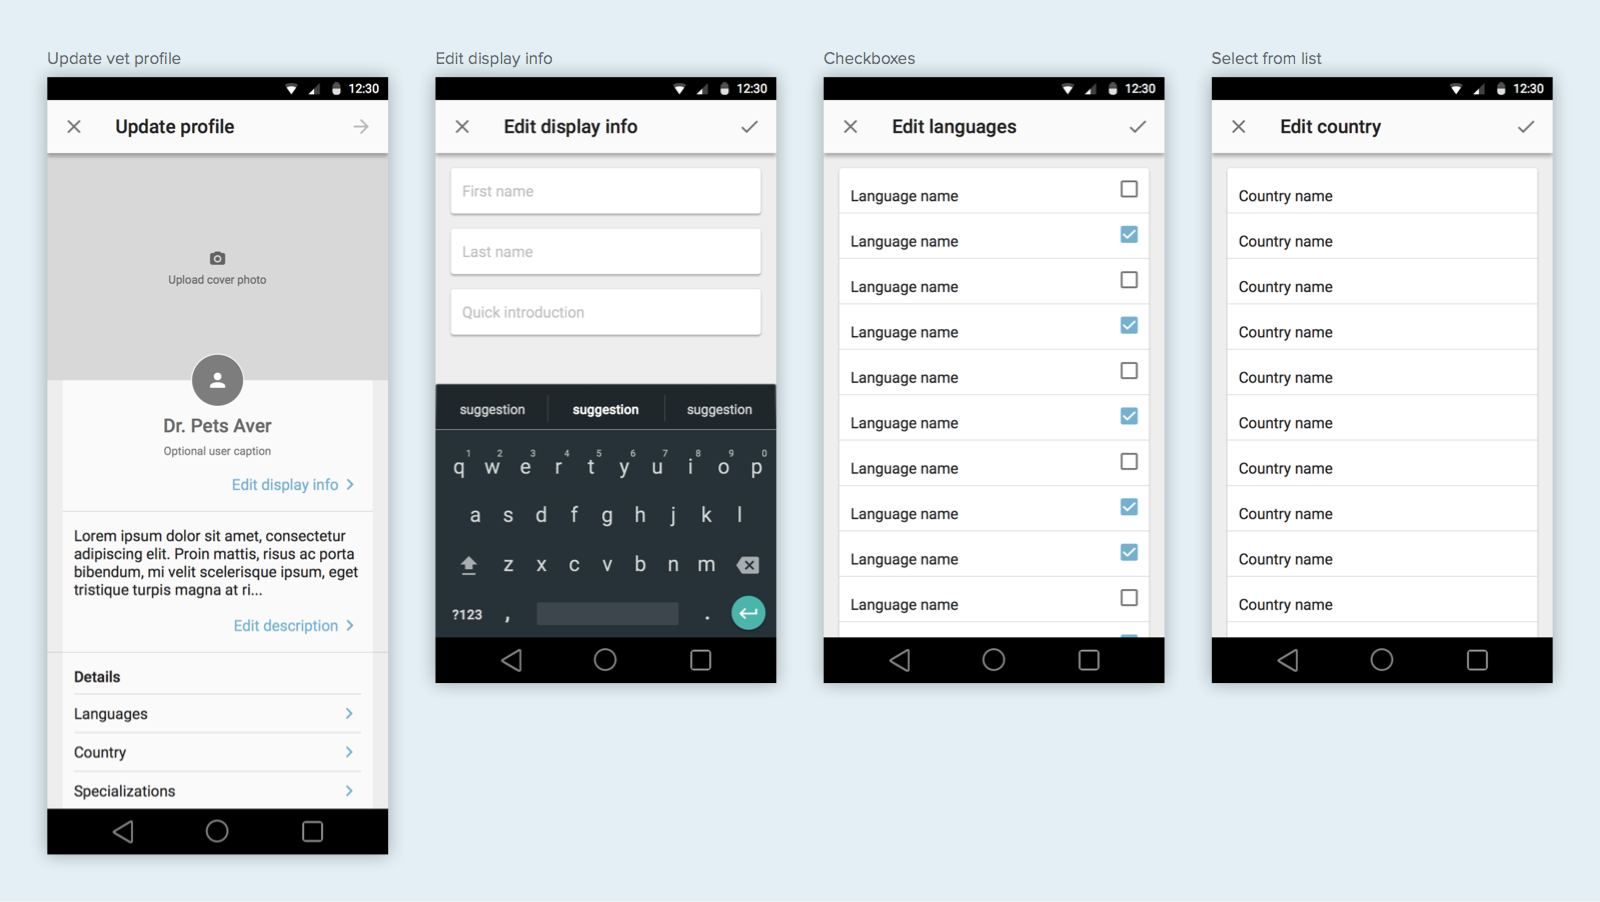 Update vet profile
12:30
Update profile
Upload cover photo
Dr. Pets Aver
Optional user caption
Edit display info
Lorem ipsum dolor sit amet, consectetur
adipiscing elit. Proin mattis, risus ac porta
bibendum, mi velit scelerisque ipsum, eget
tristique turpis magna at ri...
Edit description
Details
Languages
Country
Specializations
Edit display info
12:30
Edit display info
First name
Last name
Quick introduction
suggestion suggestion suggestion
1 2 3 4 5 6 7 8 9 0
q w e r t y u i o p
a s d f g h j k l
z x c v b n m
?123 , .
Checkboxes
12:30
Edit languages
Language name
Language name
Language name
Language name
Language name
Language name
Language name
Language name
Language name
Language name
Select from list
12:30
Edit country
Country name
Country name
Country name
Country name
Country name
Country name
Country name
Country name
Country name
Country name